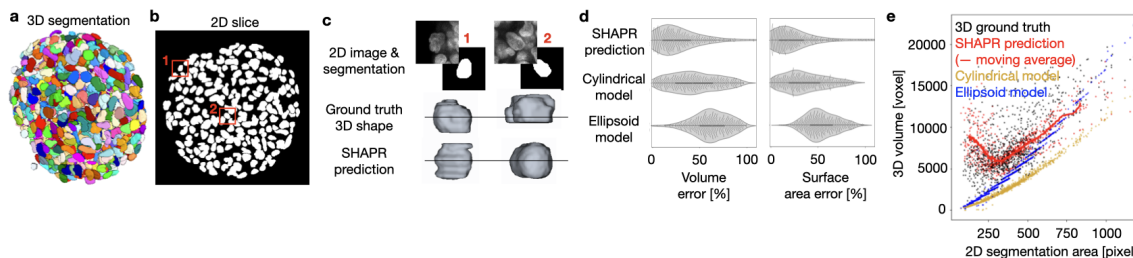 a 3D segmentation
b 2D slice
1
2
c
2D image &
segmentation
1
2
Ground truth
3D shape
SHAPR
prediction
d
SHAPR
prediction
Cylindrical
model
Ellipsoid
model
0 50 100
0 50 100
Volume
error [%]
Surface
area error [%]
e
3D ground truth
SHAPR prediction
(— moving average)
Cylindrical model
Ellipsoid model
3D volume [voxel]
20000
15000
10000
5000
0
250 500 750 1000
2D segmentation area [pixel